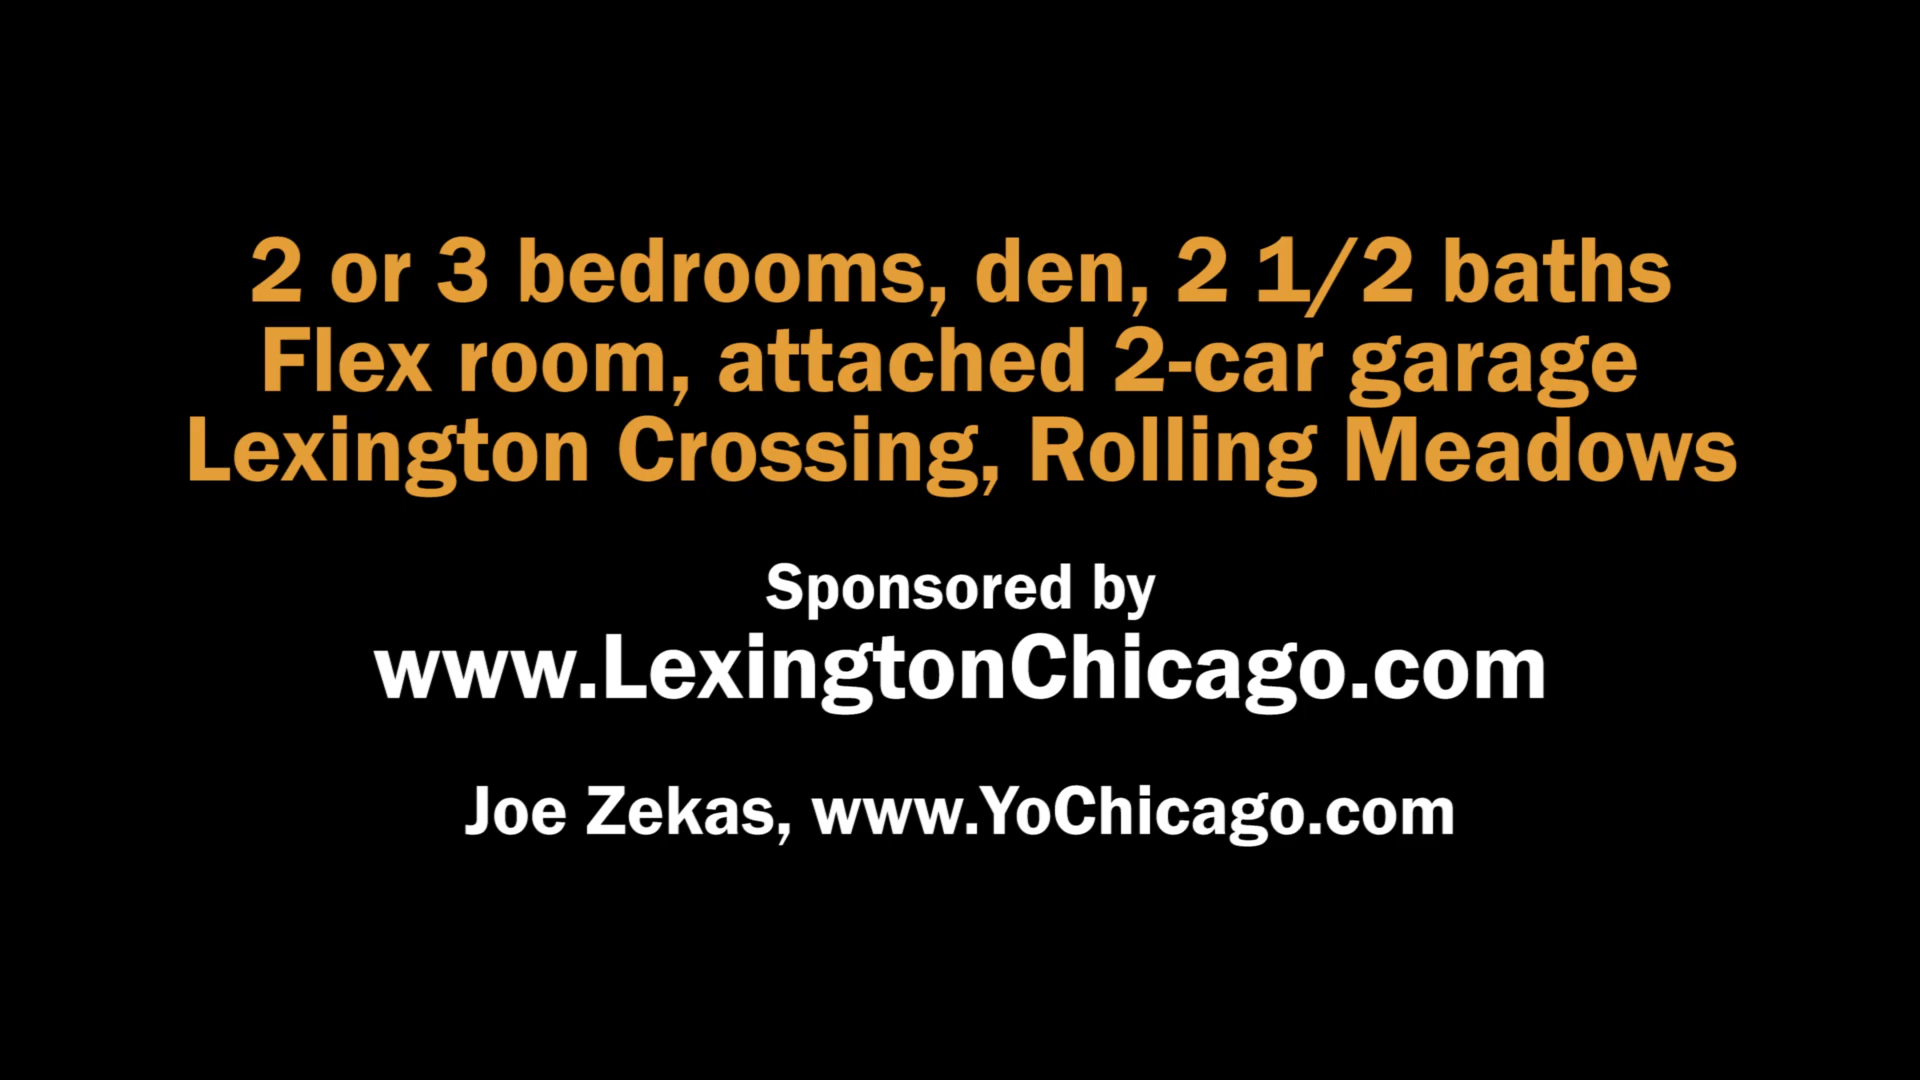 2 or 3 bedrooms, den, 2 1/2 baths
Flex room, attached 2-car garage
Lexington Crossing, Rolling Meadows
Sponsored by
www.LexingtonChicago.com
Joe Zekas, www.YoChicago.com